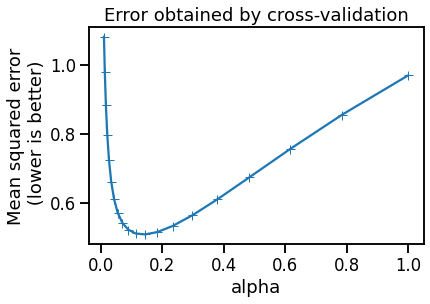 Error obtained by cross-validation
Mean squared error
(lower is better)
1.0
0.8
0.6
0.0 0.2 0.4 0.6 0.8 1.0
alpha